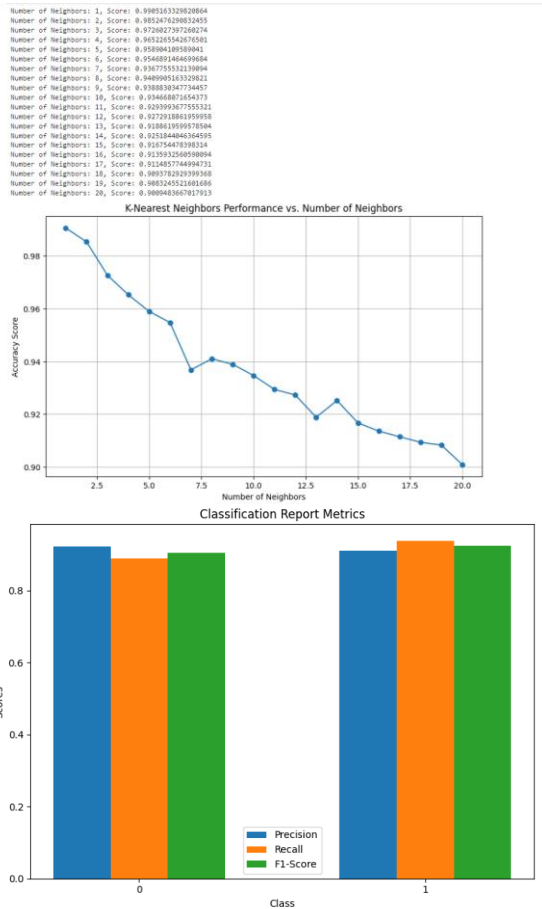 Number of Neighbors: 1, Score: 0.9905163329820864
Number of Neighbors: 2, Score: 0.9852476290832455
Number of Neighbors: 3, Score: 0.9726027397260274
Number of Neighbors: 4, Score: 0.9652265542676501
Number of Neighbors: 5, Score: 0.958904109589041
Number of Neighbors: 6, Score: 0.9546891464699684
Number of Neighbors: 7, Score: 0.9367755532139094
Number of Neighbors: 8, Score: 0.9409905163329821
Number of Neighbors: 9, Score: 0.9388830347734457
Number of Neighbors: 10, Score: 0.934668071654373
Number of Neighbors: 11, Score: 0.9293993677555321
Number of Neighbors: 12, Score: 0.9272918861959958
Number of Neighbors: 13, Score: 0.9188619599578504
Number of Neighbors: 14, Score: 0.9251844046364595
Number of Neighbors: 15, Score: 0.916754478398314
Number of Neighbors: 16, Score: 0.9135932560590094
Number of Neighbors: 17, Score: 0.9114857744994731
Number of Neighbors: 18, Score: 0.9093782929399368
Number of Neighbors: 19, Score: 0.9083245521601686
Number of Neighbors: 20, Score: 0.9009483667017913
K-Nearest Neighbors Performance vs. Number of Neighbors
0.98
0.96
0.94
0.92
0.90
Accuracy Score
2.5 5.0 7.5 10.0 12.5 15.0 17.5 20.0
Number of Neighbors
Classification Report Metrics
0.8
0.6
0.4
0.2
0.0
Scores
Precision
Recall
F1-Score
0 1
Class